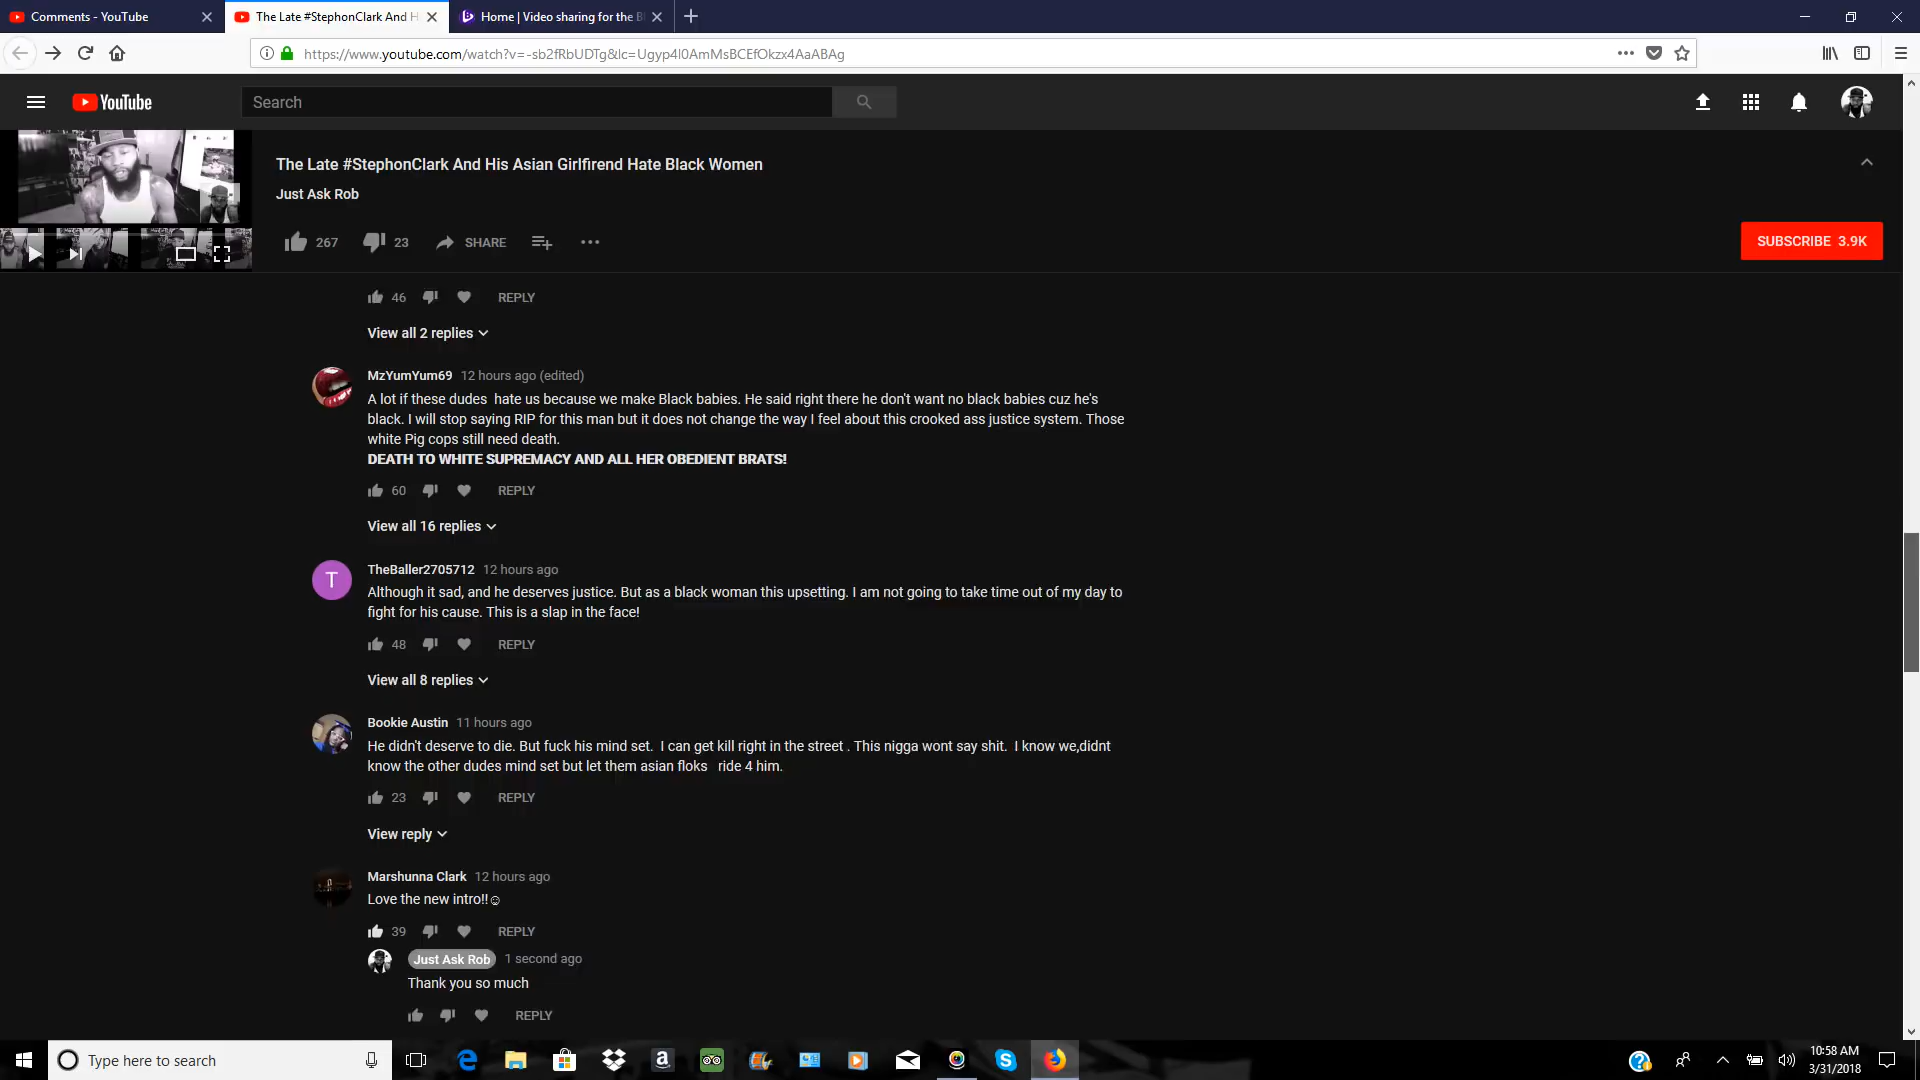 Comments - YouTube
The Late #StephonClark And H
Home | Video sharing for the B
https://www.youtube.com/watch?v=-sb2fRbUDTg&lc=Ugyp4l0AmMsBCEfOkzx4AaABAg
YouTube
Search
The Late #StephonClark And His Asian Girlfirend Hate Black Women
Just Ask Rob
267 23 SHARE
SUBSCRIBE 3.9K
46 REPLY
View all 2 replies
MzYumYum69 12 hours ago (edited)
A lot if these dudes hate us because we make Black babies. He said right there he don't want no black babies cuz he's
black. I will stop saying RIP for this man but it does not change the way I feel about this crooked ass justice system. Those
white Pig cops still need death.
DEATH TO WHITE SUPREMACY AND ALL HER OBEDIENT BRATS!
60 REPLY
View all 16 replies
T
TheBaller2705712 12 hours ago
Although it sad, and he deserves justice. But as a black woman this upsetting. I am not going to take time out of my day to
fight for his cause. This is a slap in the face!
48 REPLY
View all 8 replies
Bookie Austin 11 hours ago
He didn't deserve to die. But fuck his mind set. I can get kill right in the street . This nigga wont say shit. I know we,didnt
know the other dudes mind set but let them asian floks ride 4 him.
23 REPLY
View reply
Marshunna Clark 12 hours ago
Love the new intro!!☺
39 REPLY
Just Ask Rob 1 second ago
Thank you so much
REPLY
Type here to search
10:58 AM
3/31/2018